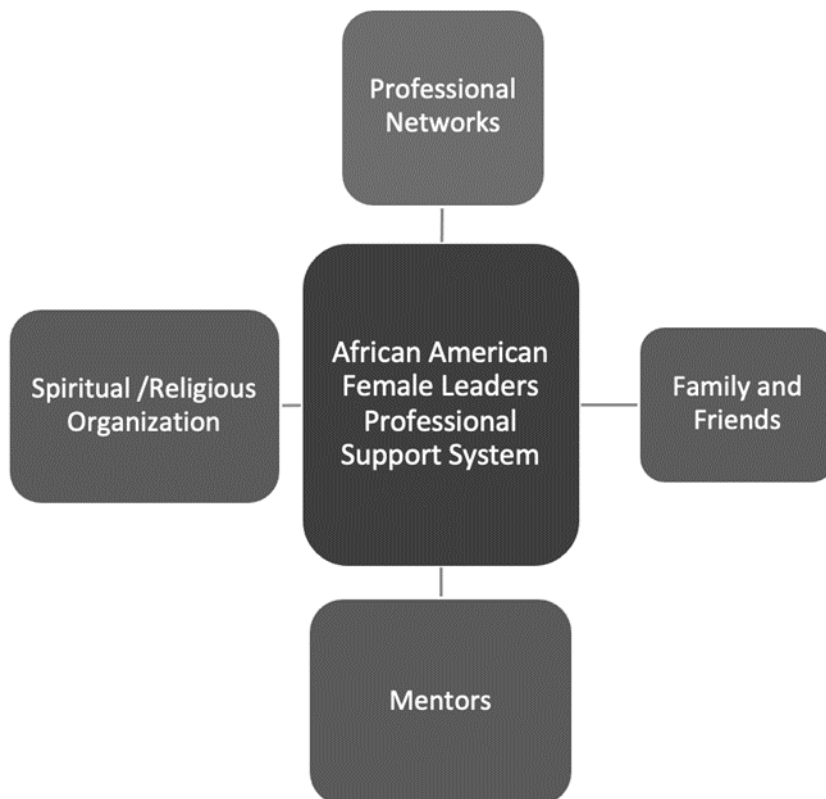 Professional
Networks
Spiritual /Religious
Organization
African American
Female Leaders
Professional
Support System
Family and
Friends
Mentors